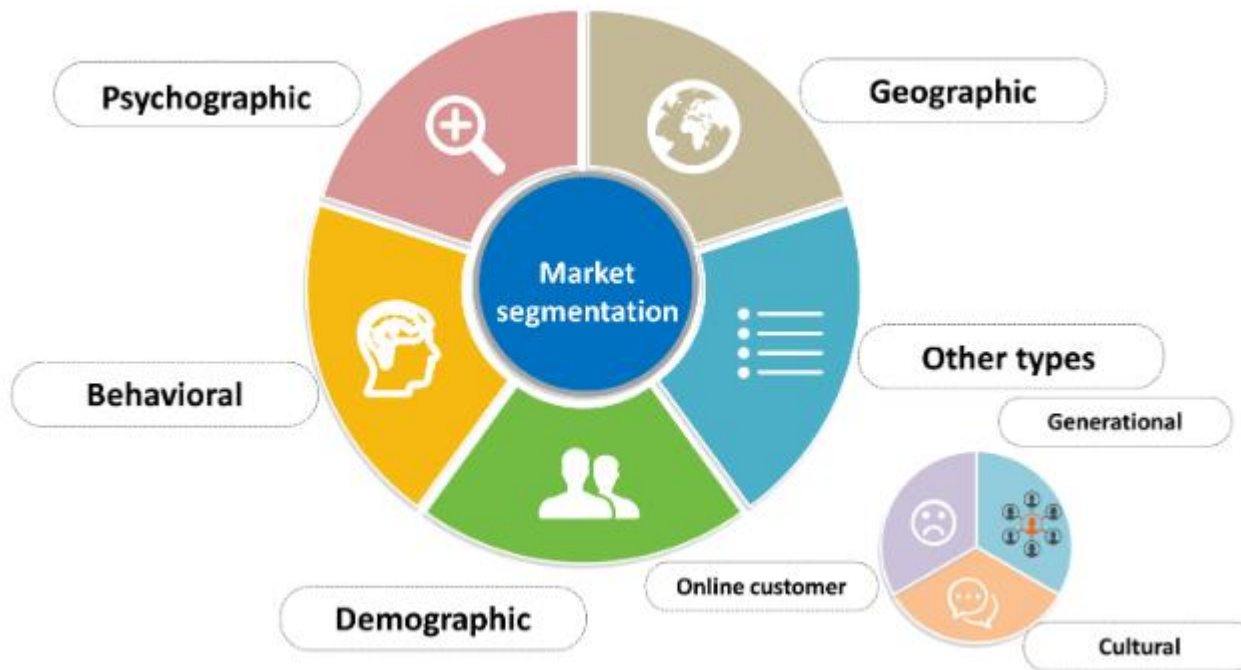 Psychographic
Geographic
Market
segmentation
Behavioral
Other types
Generational
Online customer
Demographic
Cultural